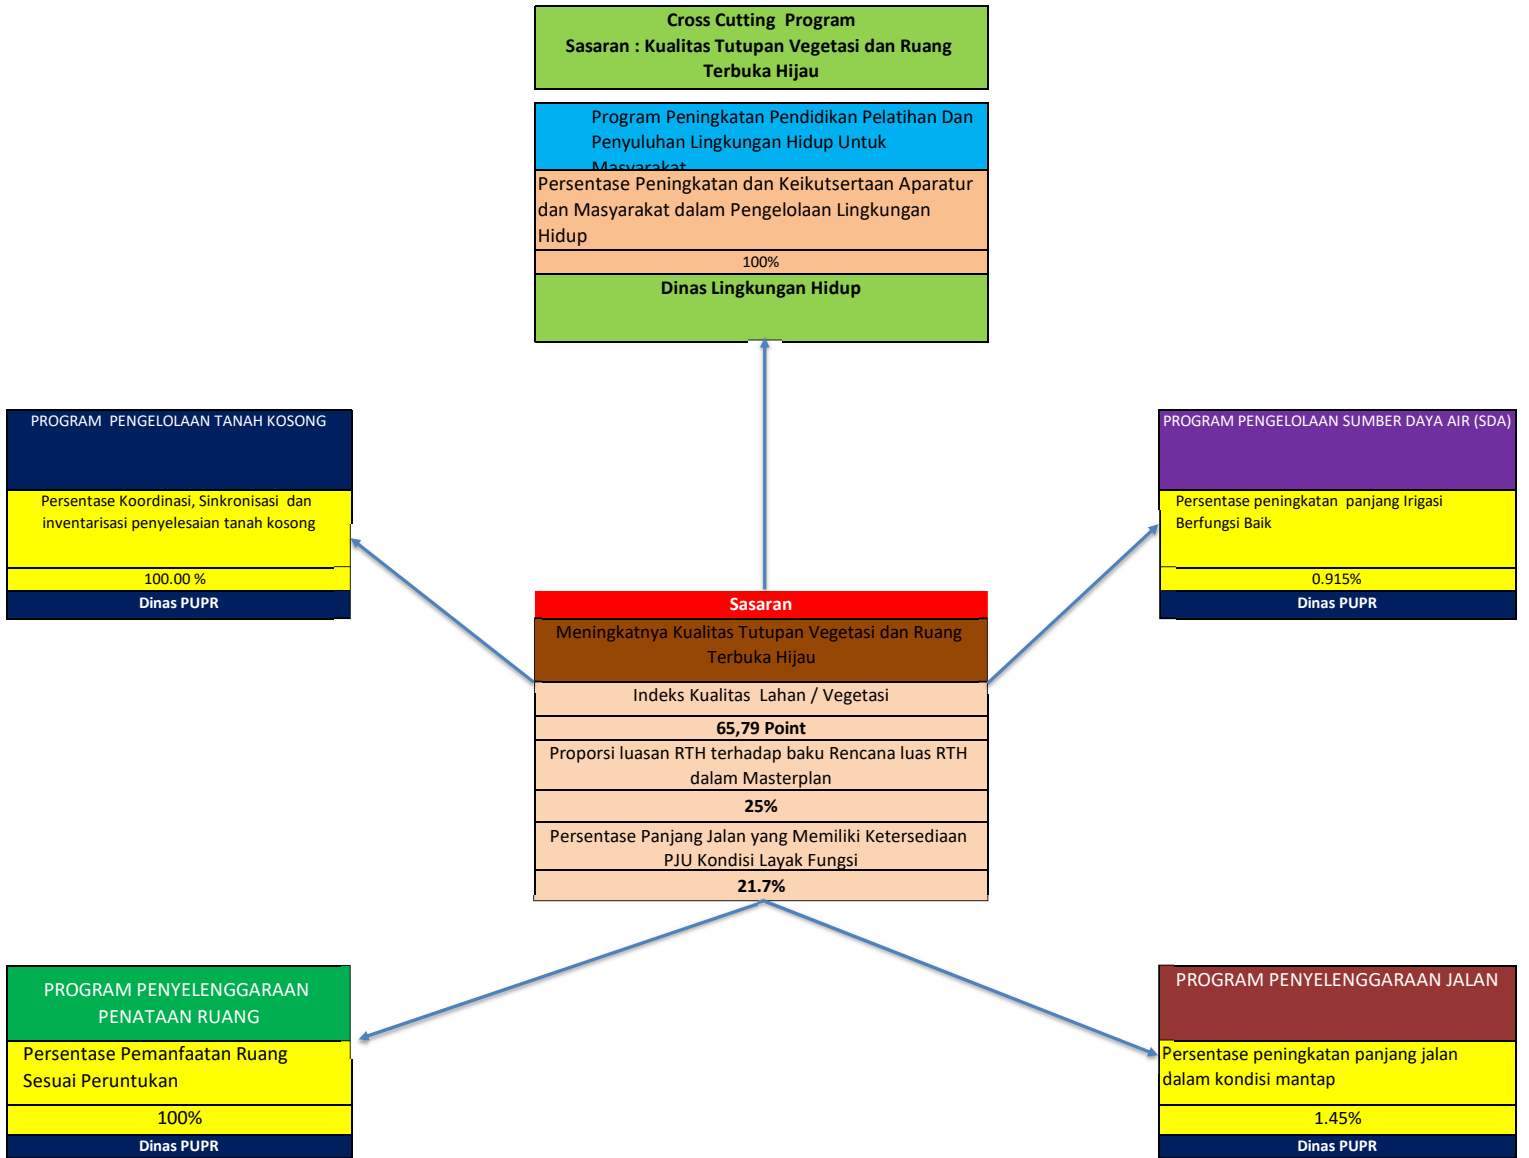 Cross Cutting Program
Sasaran : Kualitas Tutupan Vegetasi dan Ruang
Terbuka Hijau
Program Peningkatan Pendidikan Pelatihan Dan
Penyuluhan Lingkungan Hidup Untuk
Masyarakat
Persentase Peningkatan dan Keikutsertaan Aparatur
dan Masyarakat dalam Pengelolaan Lingkungan
Hidup
100%
Dinas Lingkungan Hidup
PROGRAM PENGELOLAAN TANAH KOSONG
Persentase Koordinasi, Sinkronisasi dan
inventarisasi penyelesaian tanah kosong
100.00 %
Dinas PUPR
PROGRAM PENGELOLAAN SUMBER DAYA AIR (SDA)
Persentase peningkatan panjang Irigasi
Berfungsi Baik
0.915%
Dinas PUPR
Sasaran
Meningkatnya Kualitas Tutupan Vegetasi dan Ruang
Terbuka Hijau
Indeks Kualitas Lahan / Vegetasi
65,79 Point
Proporsi luasan RTH terhadap baku Rencana luas RTH
dalam Masterplan
25%
Persentase Panjang Jalan yang Memiliki Ketersediaan
PJU Kondisi Layak Fungsi
21.7%
PROGRAM PENYELENGGARAAN
PENATAAN RUANG
Persentase Pemanfaatan Ruang
Sesuai Peruntukan
100%
Dinas PUPR
PROGRAM PENYELENGGARAAN JALAN
Persentase peningkatan panjang jalan
dalam kondisi mantap
1.45%
Dinas PUPR